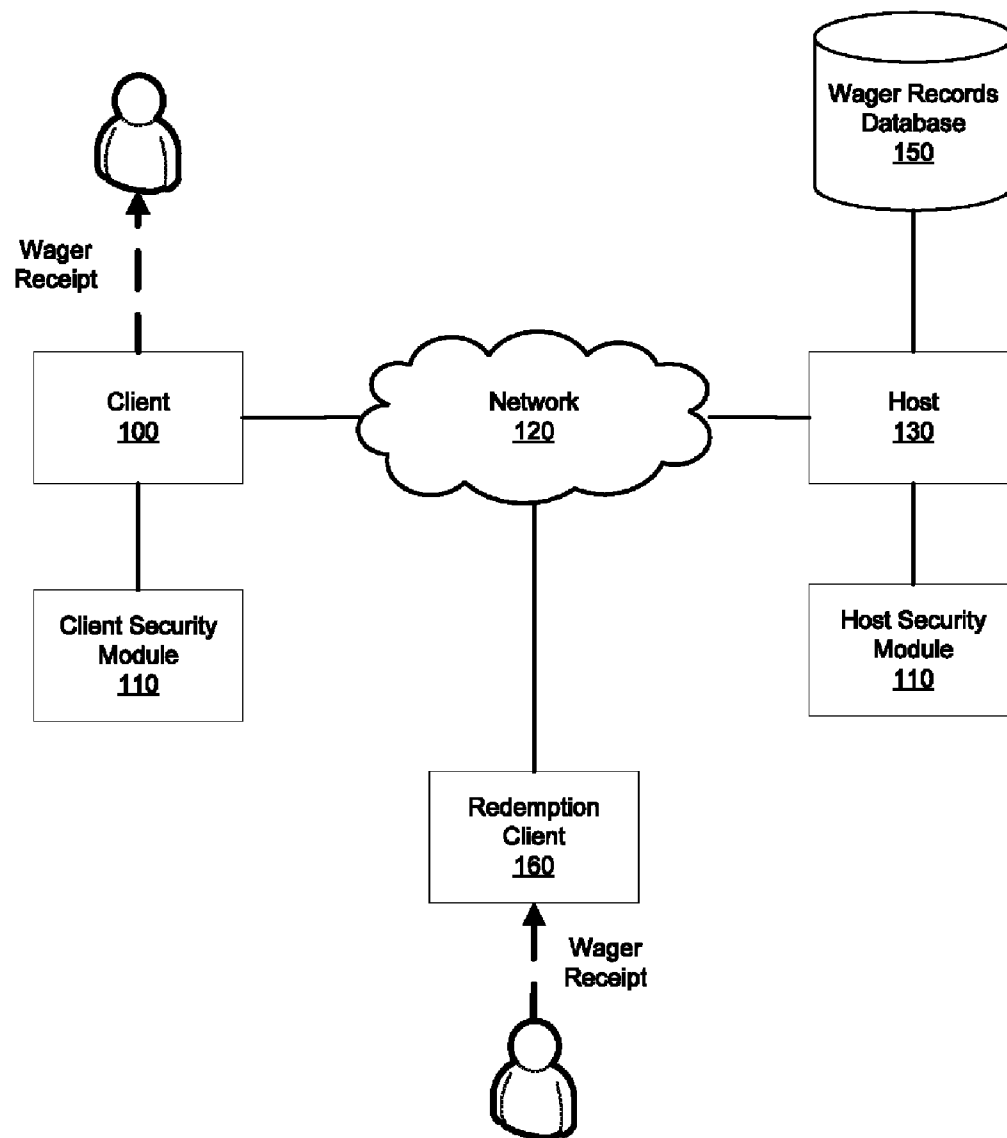 Wager Records
Database
150
Wager
Receipt
Client
100
Network
120
Host
130
Client Security
Module
110
Host Security
Module
110
Redemption
Client
160
Wager
Receipt